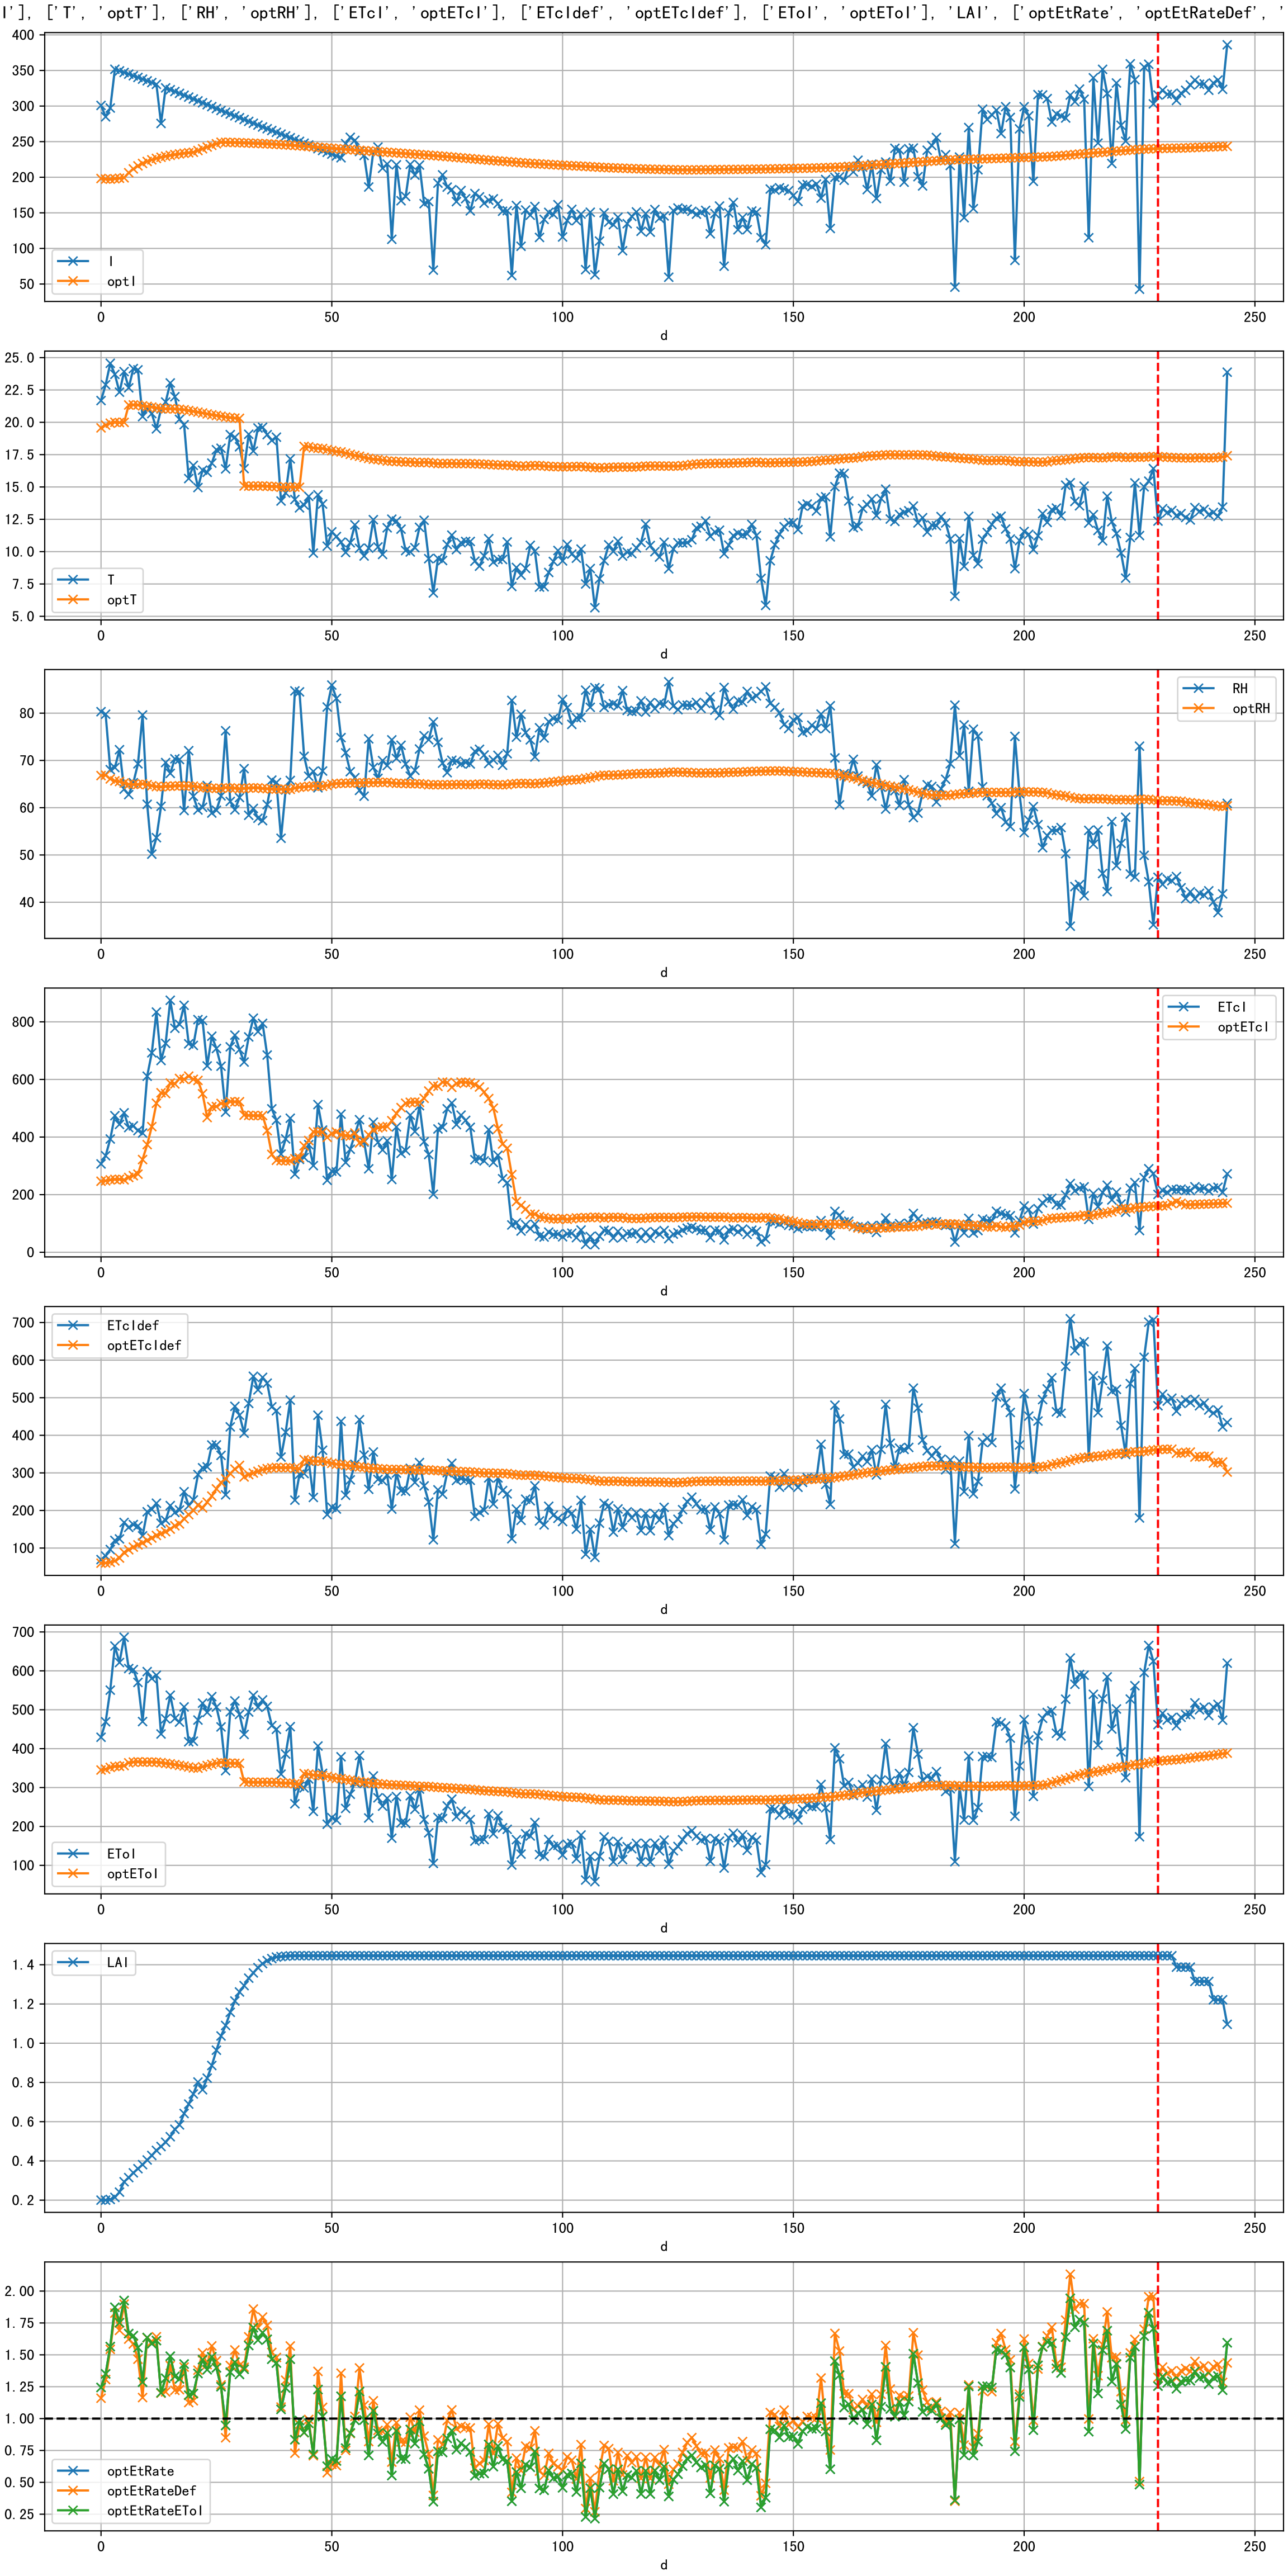 I'], ['T', 'optT'], ['RH', 'optRH'], ['ETcI', 'optETcI'], ['ETcIdef', 'optETcIdef'], ['EToI', 'optEToI'], 'LAI', ['optEtRate', 'optEtRateDef', '
400
350
300
250
200
150
100
50
I
optI
0 50 100 150 200 250
d
25.0
22.5
20.0
17.5
15.0
12.5
10.0
7.5
5.0
T
optT
0 50 100 150 200 250
d
80
70
60
50
40
RH
optRH
0 50 100 150 200 250
d
800
600
400
200
0
ETcI
optETcI
0 50 100 150 200 250
d
700
600
500
400
300
200
100
ETcIdef
optETcIdef
0 50 100 150 200 250
d
700
600
500
400
300
200
100
EToI
optEToI
0 50 100 150 200 250
d
1.4
1.2
1.0
0.8
0.6
0.4
0.2
LAI
0 50 100 150 200 250
d
2.00
1.75
1.50
1.25
1.00
0.75
0.50
0.25
optEtRate
optEtRateDef
optEtRateEToI
0 50 100 150 200 250
d